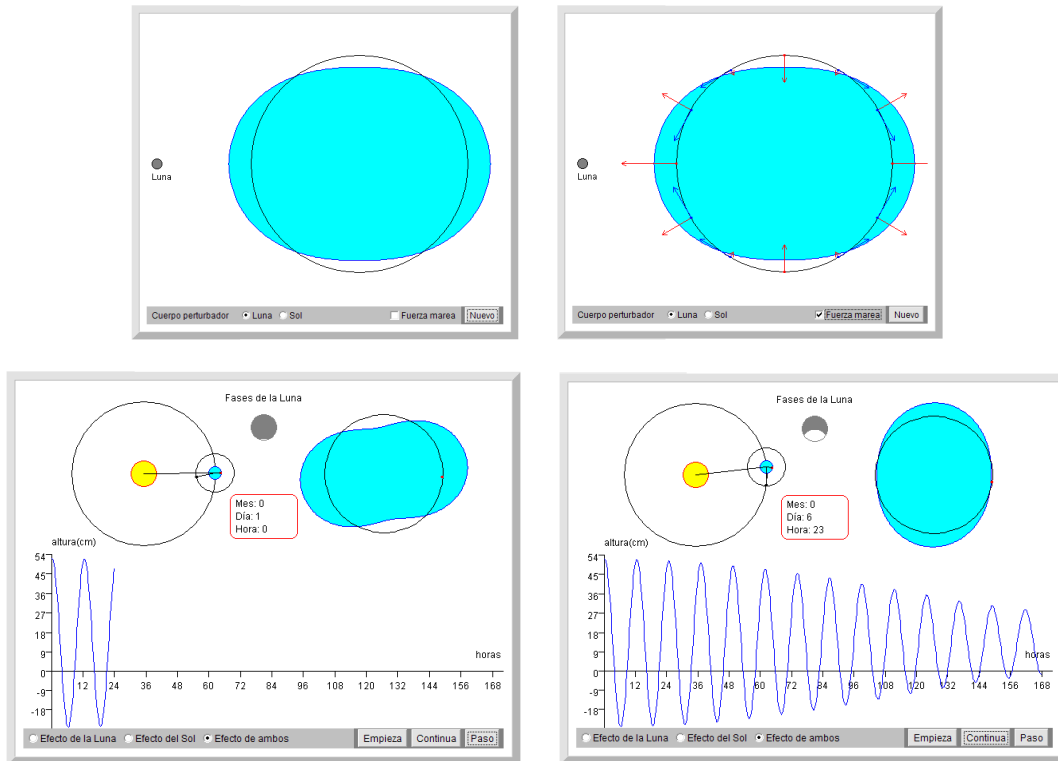 Luna
Cuerpo perturbador Luna Sol Fuerza marea Nuevo
Luna
Cuerpo perturbador Luna Sol Fuerza marea Nuevo
Fases de la Luna
Mes: 0
Día: 1
Hora: 0
altura(cm)
54
45
36
27
18
9
0
-9
-18
horas
12 24 36 48 60 72 84 96 108 120 132 144 156 168
Efecto de la Luna Efecto del Sol Efecto de ambos Empieza Continua Paso
Fases de la Luna
Mes: 0
Día: 6
Hora: 23
altura(cm)
54
45
36
27
18
9
0
-9
-18
horas
12 24 36 48 60 72 84 96 108 120 132 144 156 168
Efecto de la Luna Efecto del Sol Efecto de ambos Empieza Continua Paso